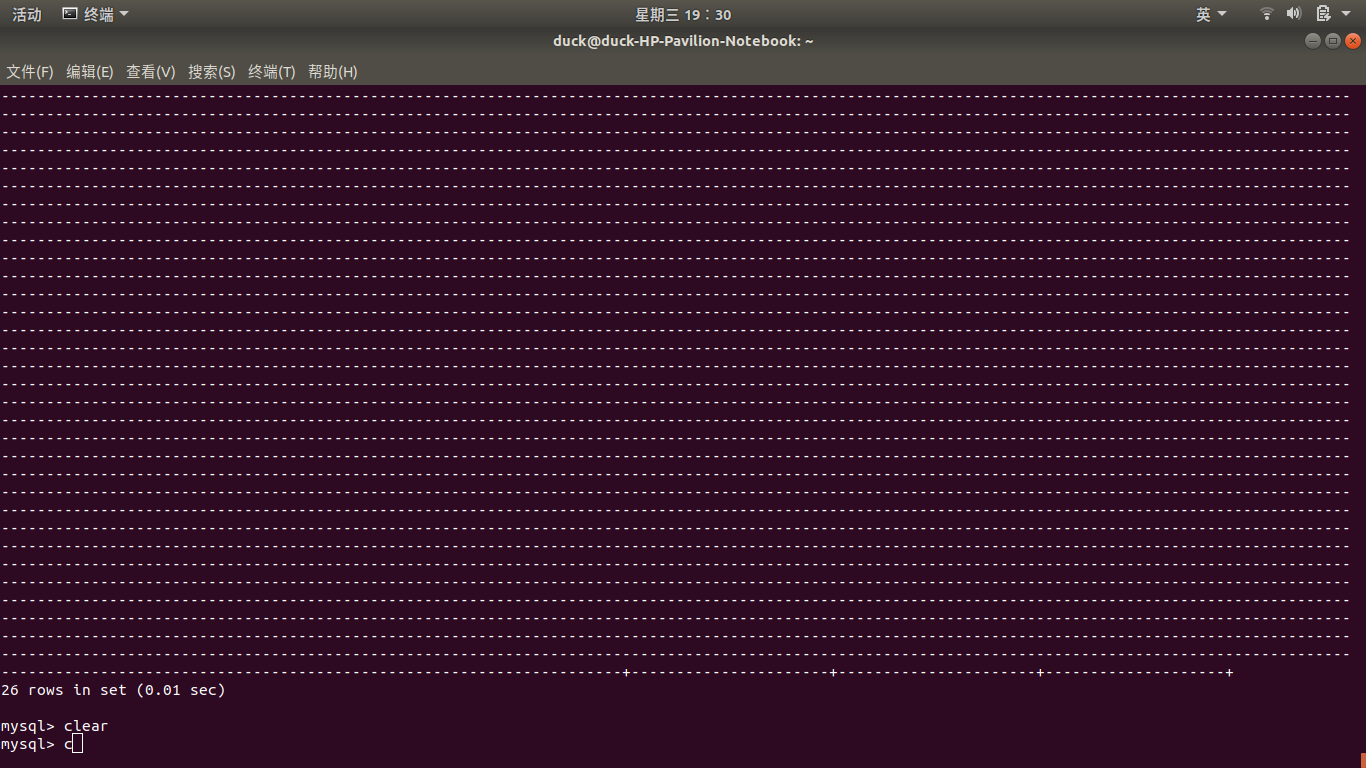 活动 终端 星期三 19：30 英
duck@duck-HP-Pavilion-Notebook: ~
文件(F) 编辑(E) 查看(V) 搜索(S) 终端(T) 帮助(H)
26 rows in set (0.01 sec)
mysql> clear
mysql> c